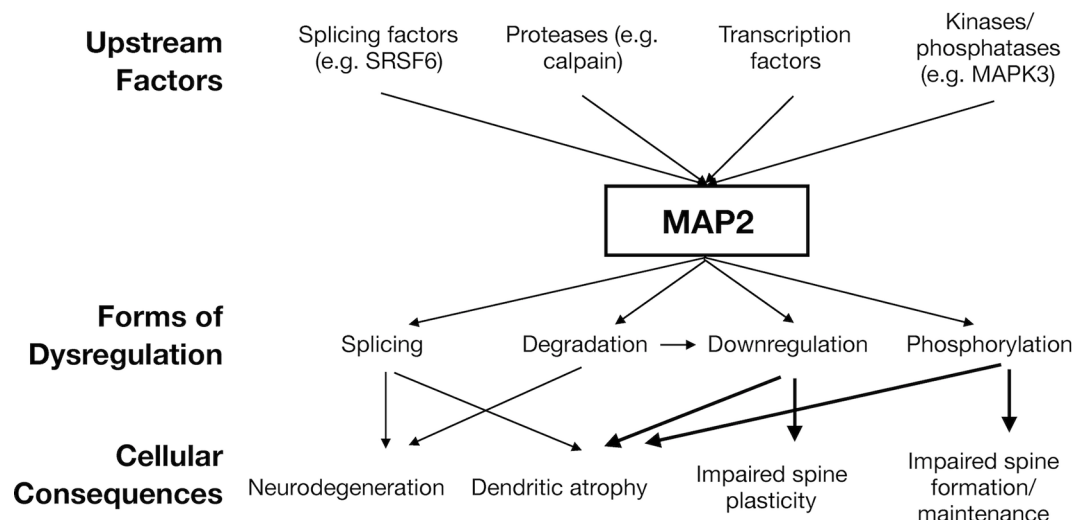 Upstream
Factors
Splicing factors
(e.g. SRSF6)
Proteases (e.g.
calpain)
Transcription
factors
Kinases/
phosphatases
(e.g. MAPK3)
MAP2
Forms of
Dysregulation
Splicing
Degradation
Downregulation
Phosphorylation
Cellular
Consequences
Neurodegeneration
Dendritic atrophy
Impaired spine
plasticity
Impaired spine
formation/
maintenance